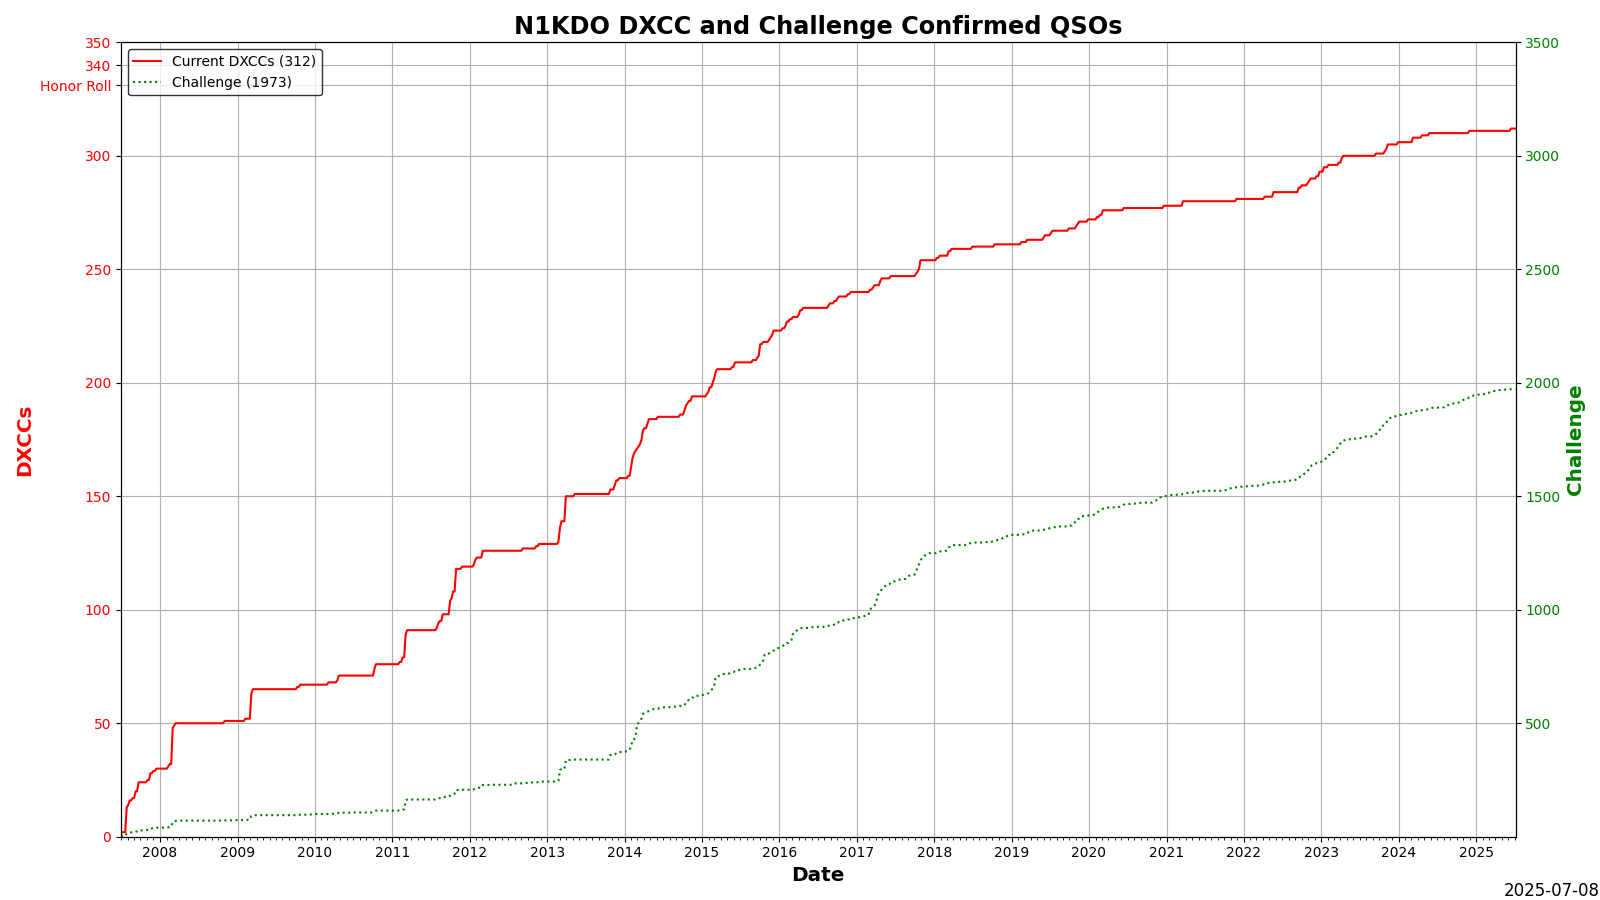 N1KDO DXCC and Challenge Confirmed QSOs
Current DXCCs (312)
Challenge (1973)
350
340
Honor Roll
300
250
200
150
100
50
0
DXCCs
3500
3000
2500
2000
1500
1000
500
Challenge
2008 2009 2010 2011 2012 2013 2014 2015 2016 2017 2018 2019 2020 2021 2022 2023 2024 2025
Date
2025-07-08